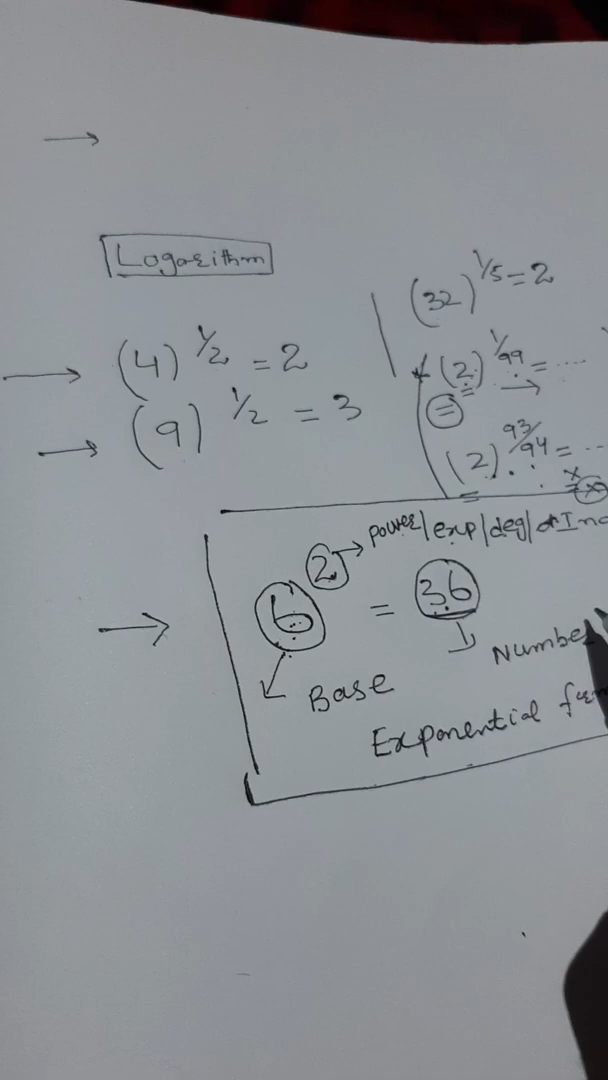 Logarithm
(4)^1/2 = 2
(9)^1/2 = 3
(32)^1/5 = 2
(2)^1/99 = ....
(2)^93/94 = ..
6^2 = 36
power/exp/deg/
Base
Number
Exponential